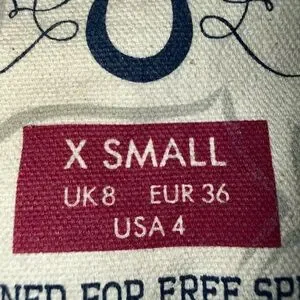 X SMALL
UK 8 EUR 36
USA 4
FOR FREE